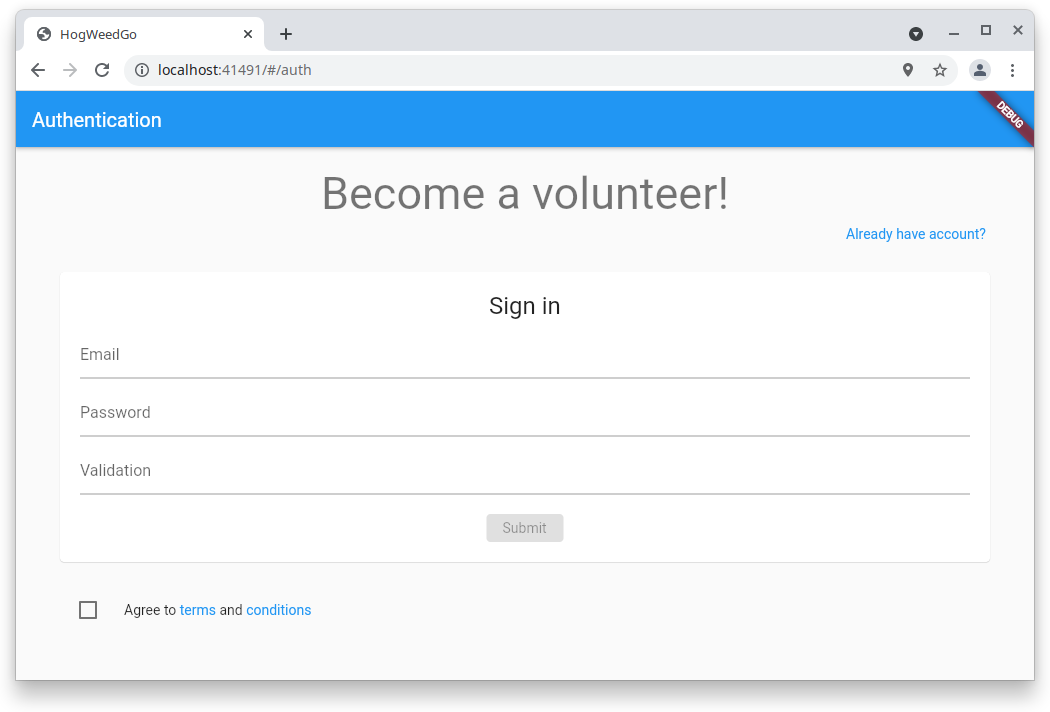 HogWeedGo
localhost:41491/#/auth
Authentication
DEBUG
Become a volunteer!
Already have account?
Sign in
Email
Password
Validation
Submit
Agree to terms and conditions